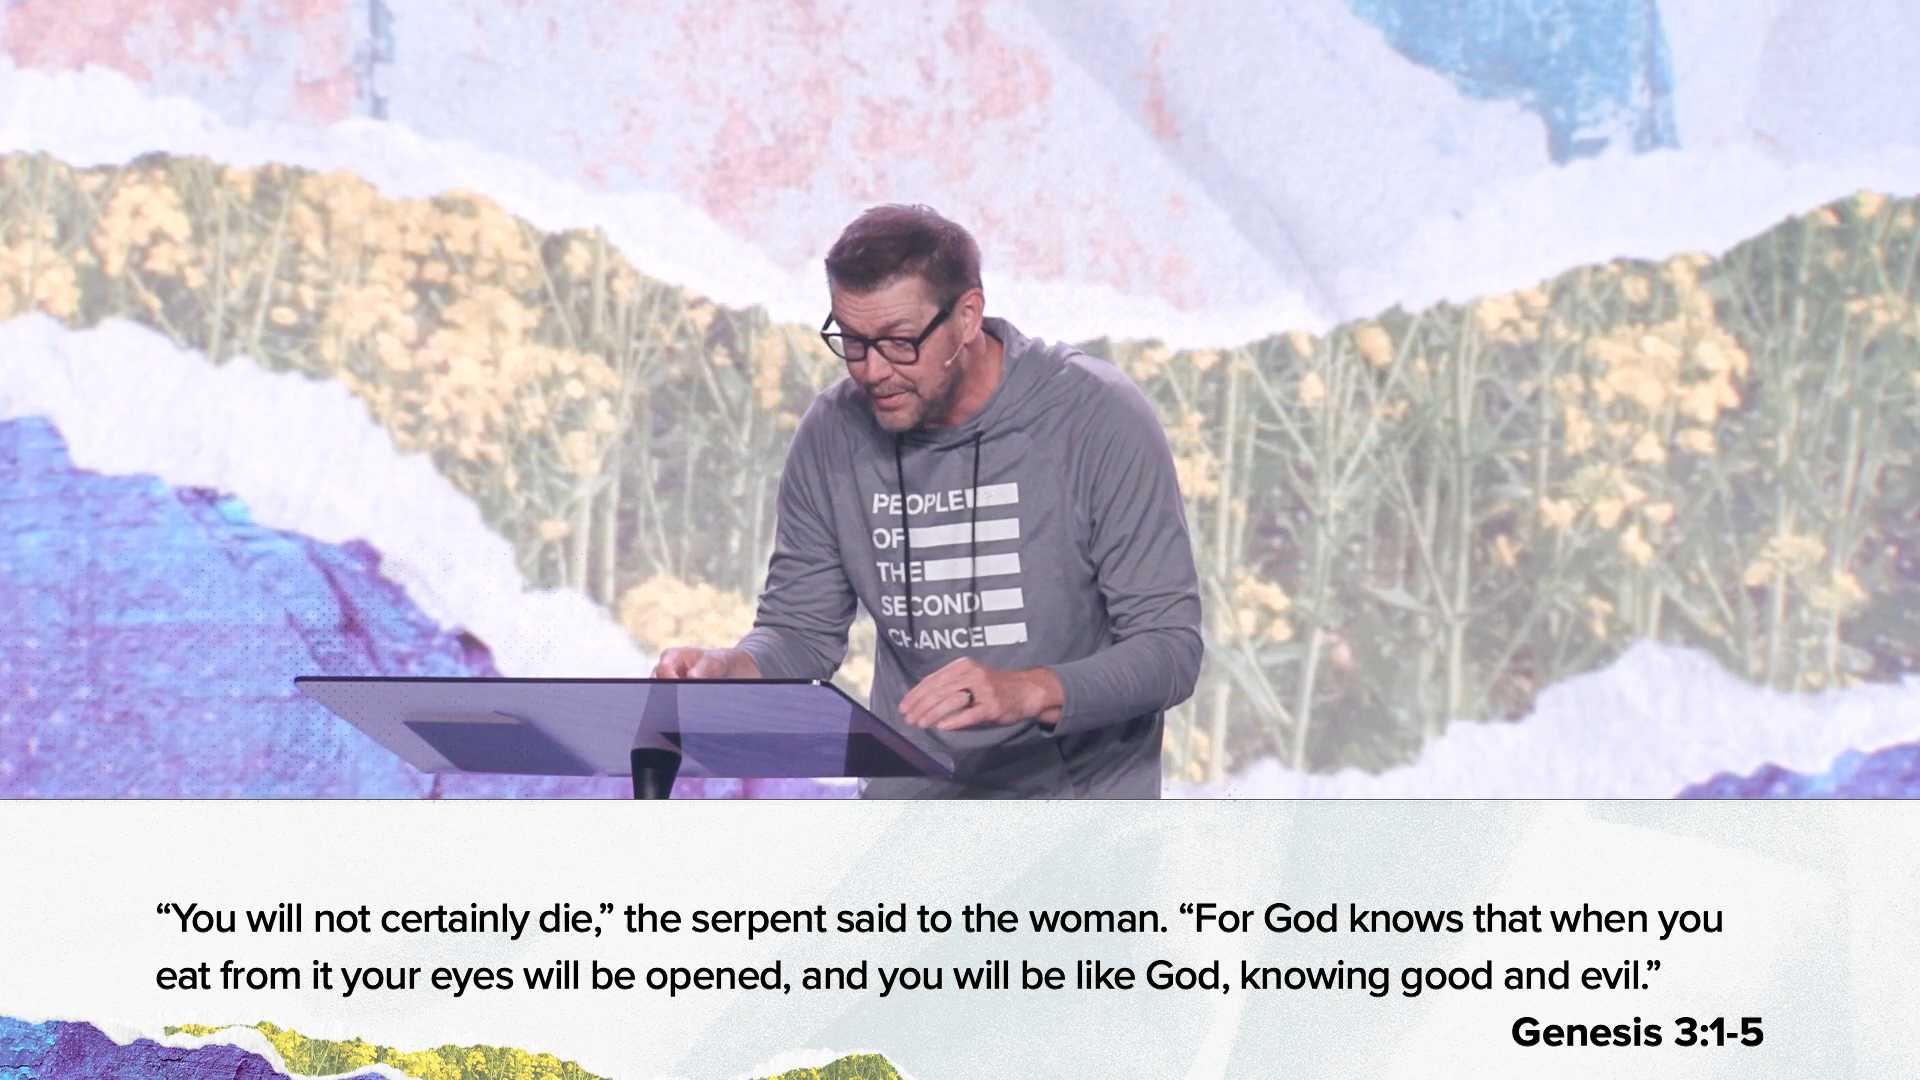 PEOPLE
OF
THE
SECOND
CHANCE
“You will not certainly die,” the serpent said to the woman. “For God knows that when you
eat from it your eyes will be opened, and you will be like God, knowing good and evil.”
Genesis 3:1-5